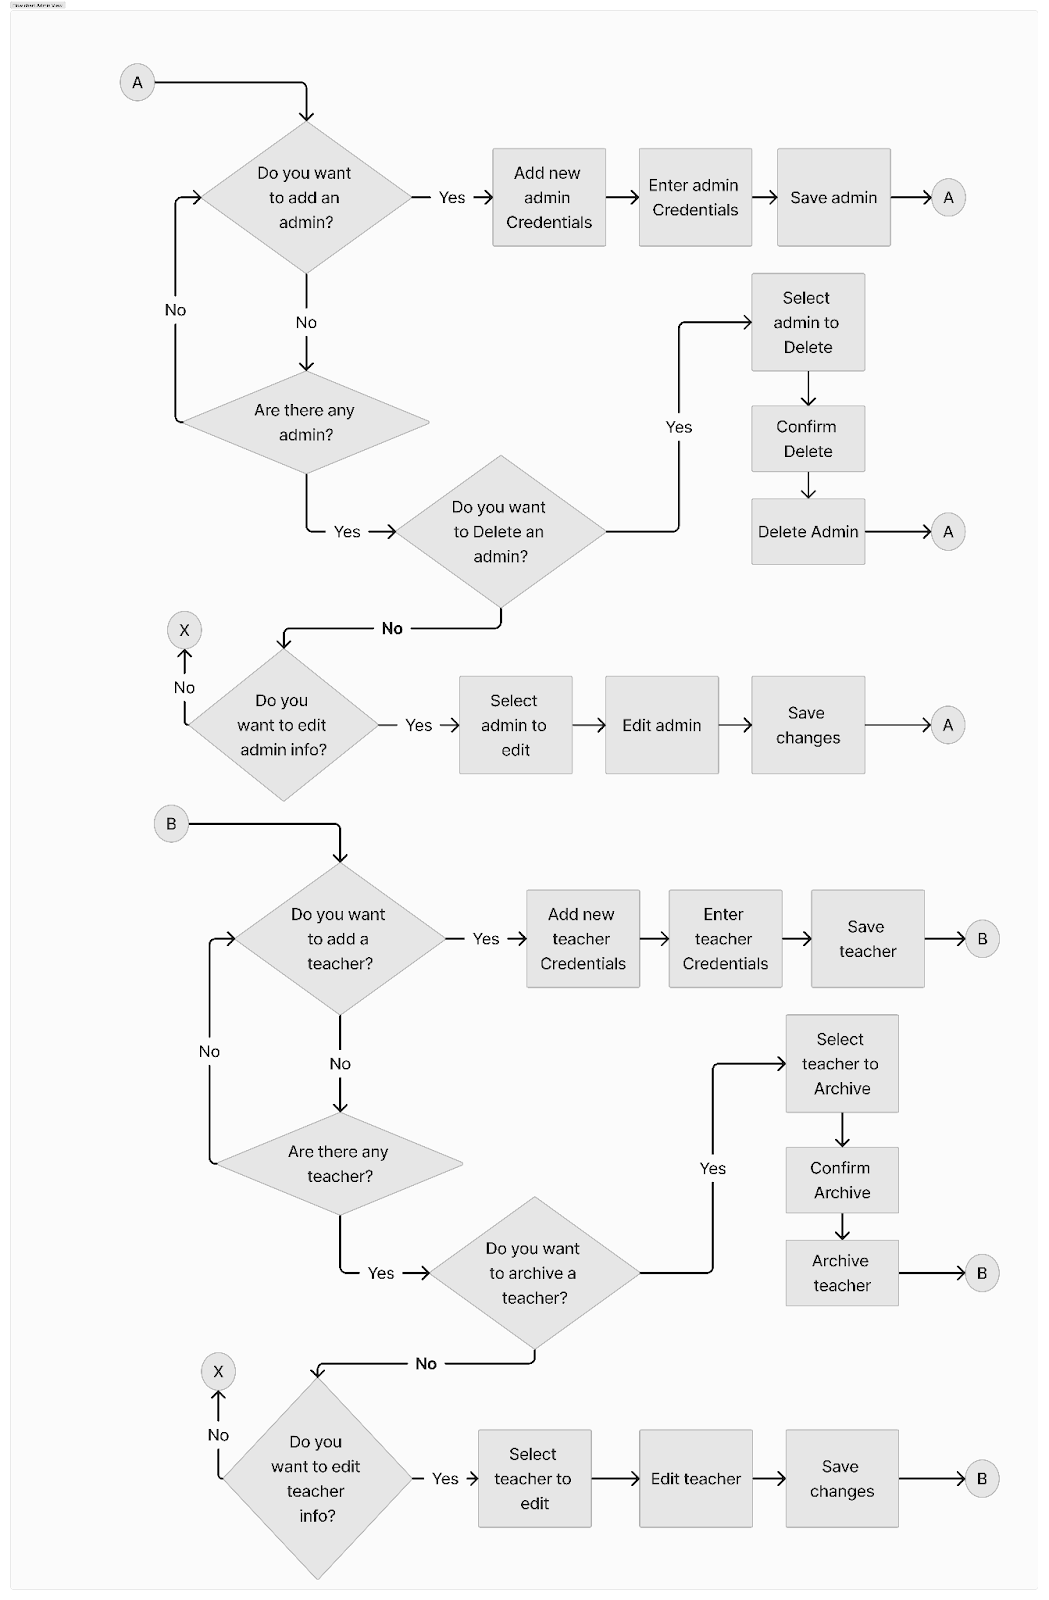 A
Do you want
to add an
admin?
Yes
Add new
admin
Credentials
Enter admin
Credentials
Save admin
A
No
No
Select
admin to
Delete
Are there any
admin?
Yes
Confirm
Delete
Yes
Do you want
to Delete an
admin?
Delete Admin
A
X
No
No
Do you
want to edit
admin info?
Yes
Select
admin to
edit
Edit admin
Save
changes
A
B
Do you want
to add a
teacher?
Yes
Add new
teacher
Credentials
Enter
teacher
Credentials
Save
teacher
B
No
No
Select
teacher to
Archive
Are there any
teacher?
Yes
Confirm
Archive
Yes
Do you want
to archive a
teacher?
Archive
teacher
B
X
No
No
Do you
want to edit
teacher
info?
Yes
Select
teacher to
edit
Edit teacher
Save
changes
B